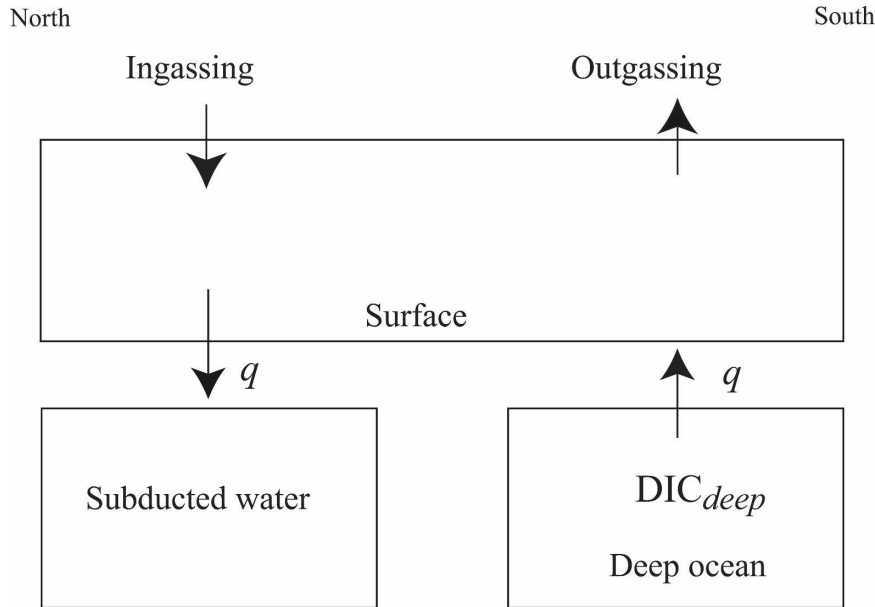 North
South
Ingassing
Outgassing
Surface
q
q
Subducted water
DICdeep
Deep ocean